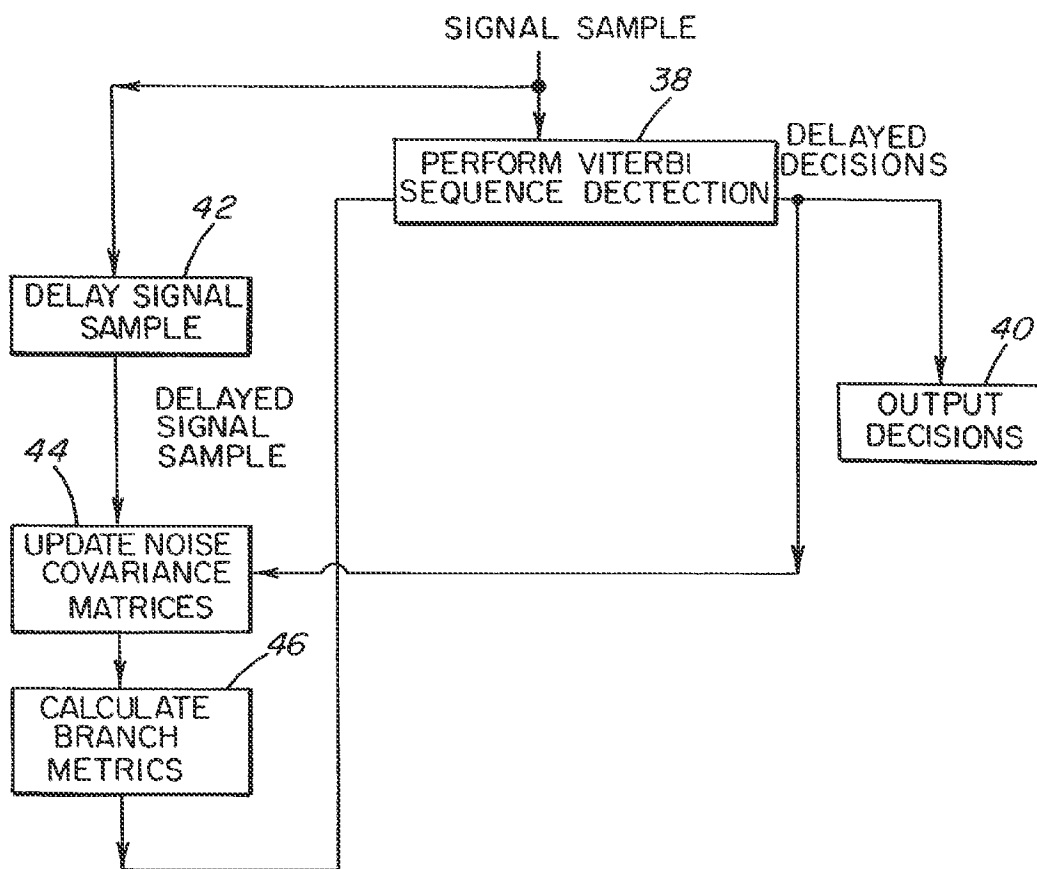 SIGNAL SAMPLE
38
PERFORM VITERBI
SEQUENCE DECTECTION
DELAYED
DECISIONS
42
DELAY SIGNAL
SAMPLE
40
OUTPUT
DECISIONS
DELAYED
SIGNAL
SAMPLE
44
UPDATE NOISE
COVARIANCE
MATRICES
46
CALCULATE
BRANCH
METRICS